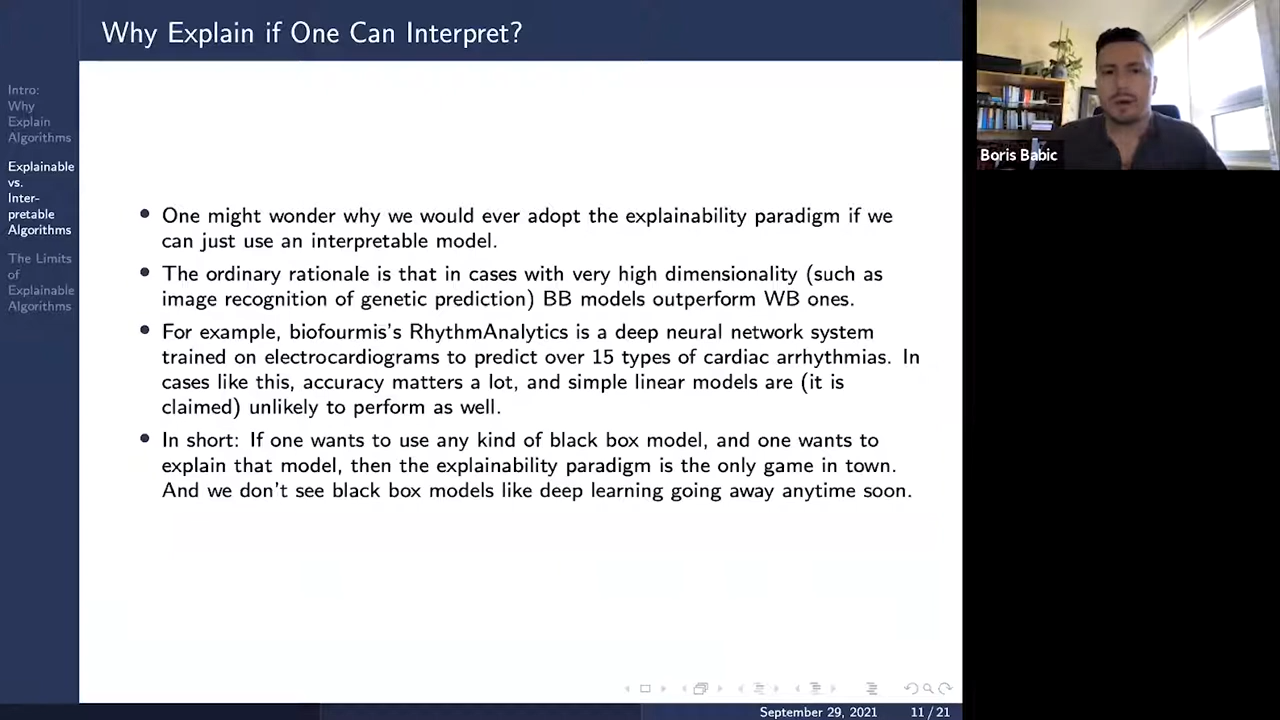 Why Explain if One Can Interpret?
Intro:
Why
Explain
Algorithms
Explainable
vs.
Inter-
pretable
Algorithms
The Limits
of
Explainable
Algorithms
• One might wonder why we would ever adopt the explainability paradigm if we
can just use an interpretable model.
• The ordinary rationale is that in cases with very high dimensionality (such as
image recognition of genetic prediction) BB models outperform WB ones.
• For example, biofourmis's RhythmAnalytics is a deep neural network system
trained on electrocardiograms to predict over 15 types of cardiac arrhythmias. In
cases like this, accuracy matters a lot, and simple linear models are (it is
claimed) unlikely to perform as well.
• In short: If one wants to use any kind of black box model, and one wants to
explain that model, then the explainability paradigm is the only game in town.
And we don't see black box models like deep learning going away anytime soon.
September 29, 2021 11/21
Boris Babic